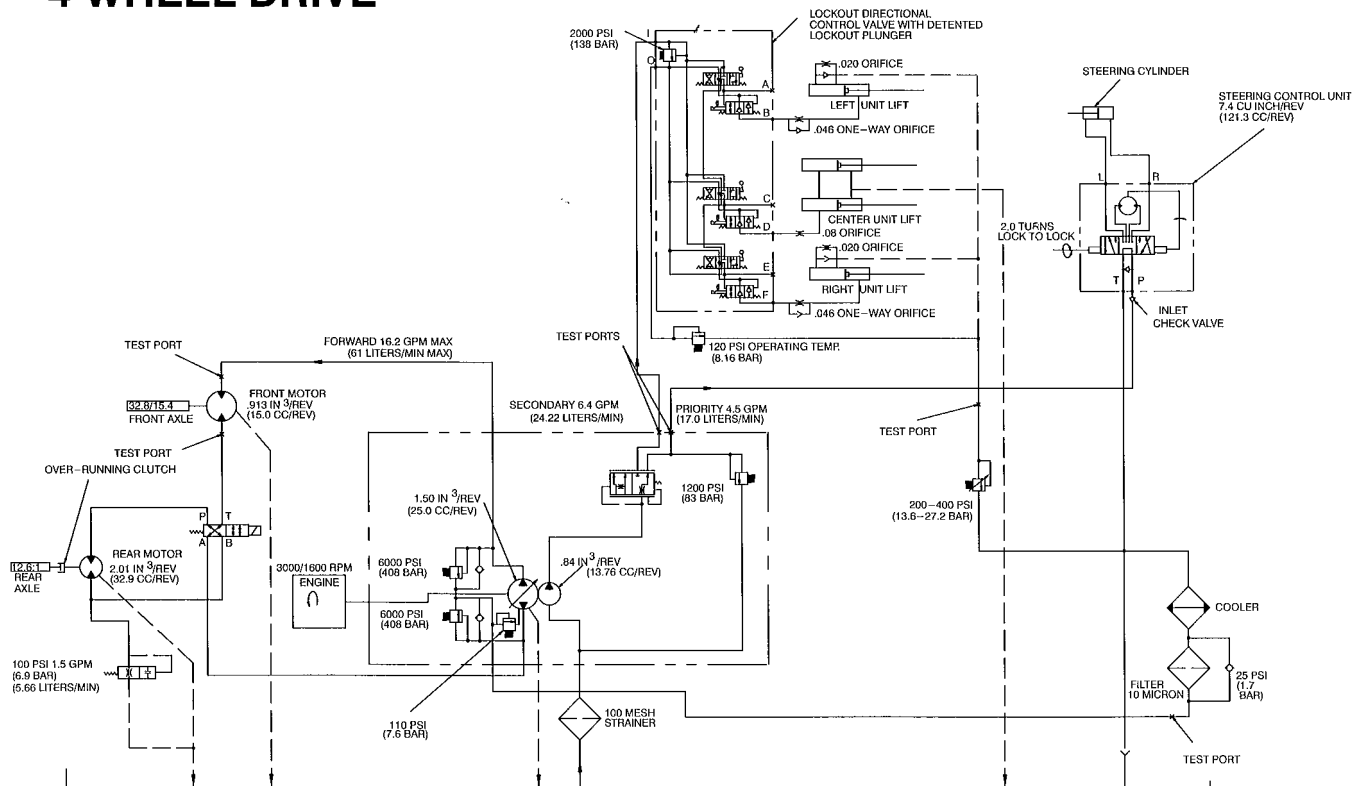 4 WHEEL DRIVE
LOCKOUT DIRECTIONAL
CONTROL VALVE WITH DETENTED
LOCKOUT PLUNGER
2000 PSI
(138 BAR)
O
A
B
C
D
E
F
.020 ORIFICE
LEFT UNIT LIFT
.046 ONE-WAY ORIFICE
CENTER UNIT LIFT
.08 ORIFICE
.020 ORIFICE
RIGHT UNIT LIFT
.046 ONE-WAY ORIFICE
STEERING CYLINDER
STEERING CONTROL UNIT
7.4 CU INCH/REV
(121.3 CC/REV)
L
R
2.0 TURNS
LOCK TO LOCK
T
P
INLET
CHECK VALVE
120 PSI OPERATING TEMP.
(8.16 BAR)
TEST PORTS
TEST PORT
FORWARD 16.2 GPM MAX
(61 LITERS/MIN MAX)
FRONT MOTOR
.913 IN 3/REV
(15.0 CC/REV)
32.8/15.4
FRONT AXLE
TEST PORT
OVER-RUNNING CLUTCH
SECONDARY 6.4 GPM
(24.22 LITERS/MIN)
PRIORITY 4.5 GPM
(17.0 LITERS/MIN)
TEST PORT
1200 PSI
(83 BAR)
200-400 PSI
(13.6-27.2 BAR)
1.50 IN 3/REV
(25.0 CC/REV)
P
T
A
B
REAR MOTOR
2.01 IN 3/REV
(32.9 CC/REV)
12.6:1
REAR
AXLE
3000/1600 RPM
ENGINE
6000 PSI
(408 BAR)
6000 PSI
(408 BAR)
.84 IN 3/REV
(13.76 CC/REV)
COOLER
100 PSI 1.5 GPM
(6.9 BAR)
(5.66 LITERS/MIN)
110 PSI
(7.6 BAR)
100 MESH
STRAINER
FILTER
10 MICRON
25 PSI
(1.7
BAR)
TEST PORT